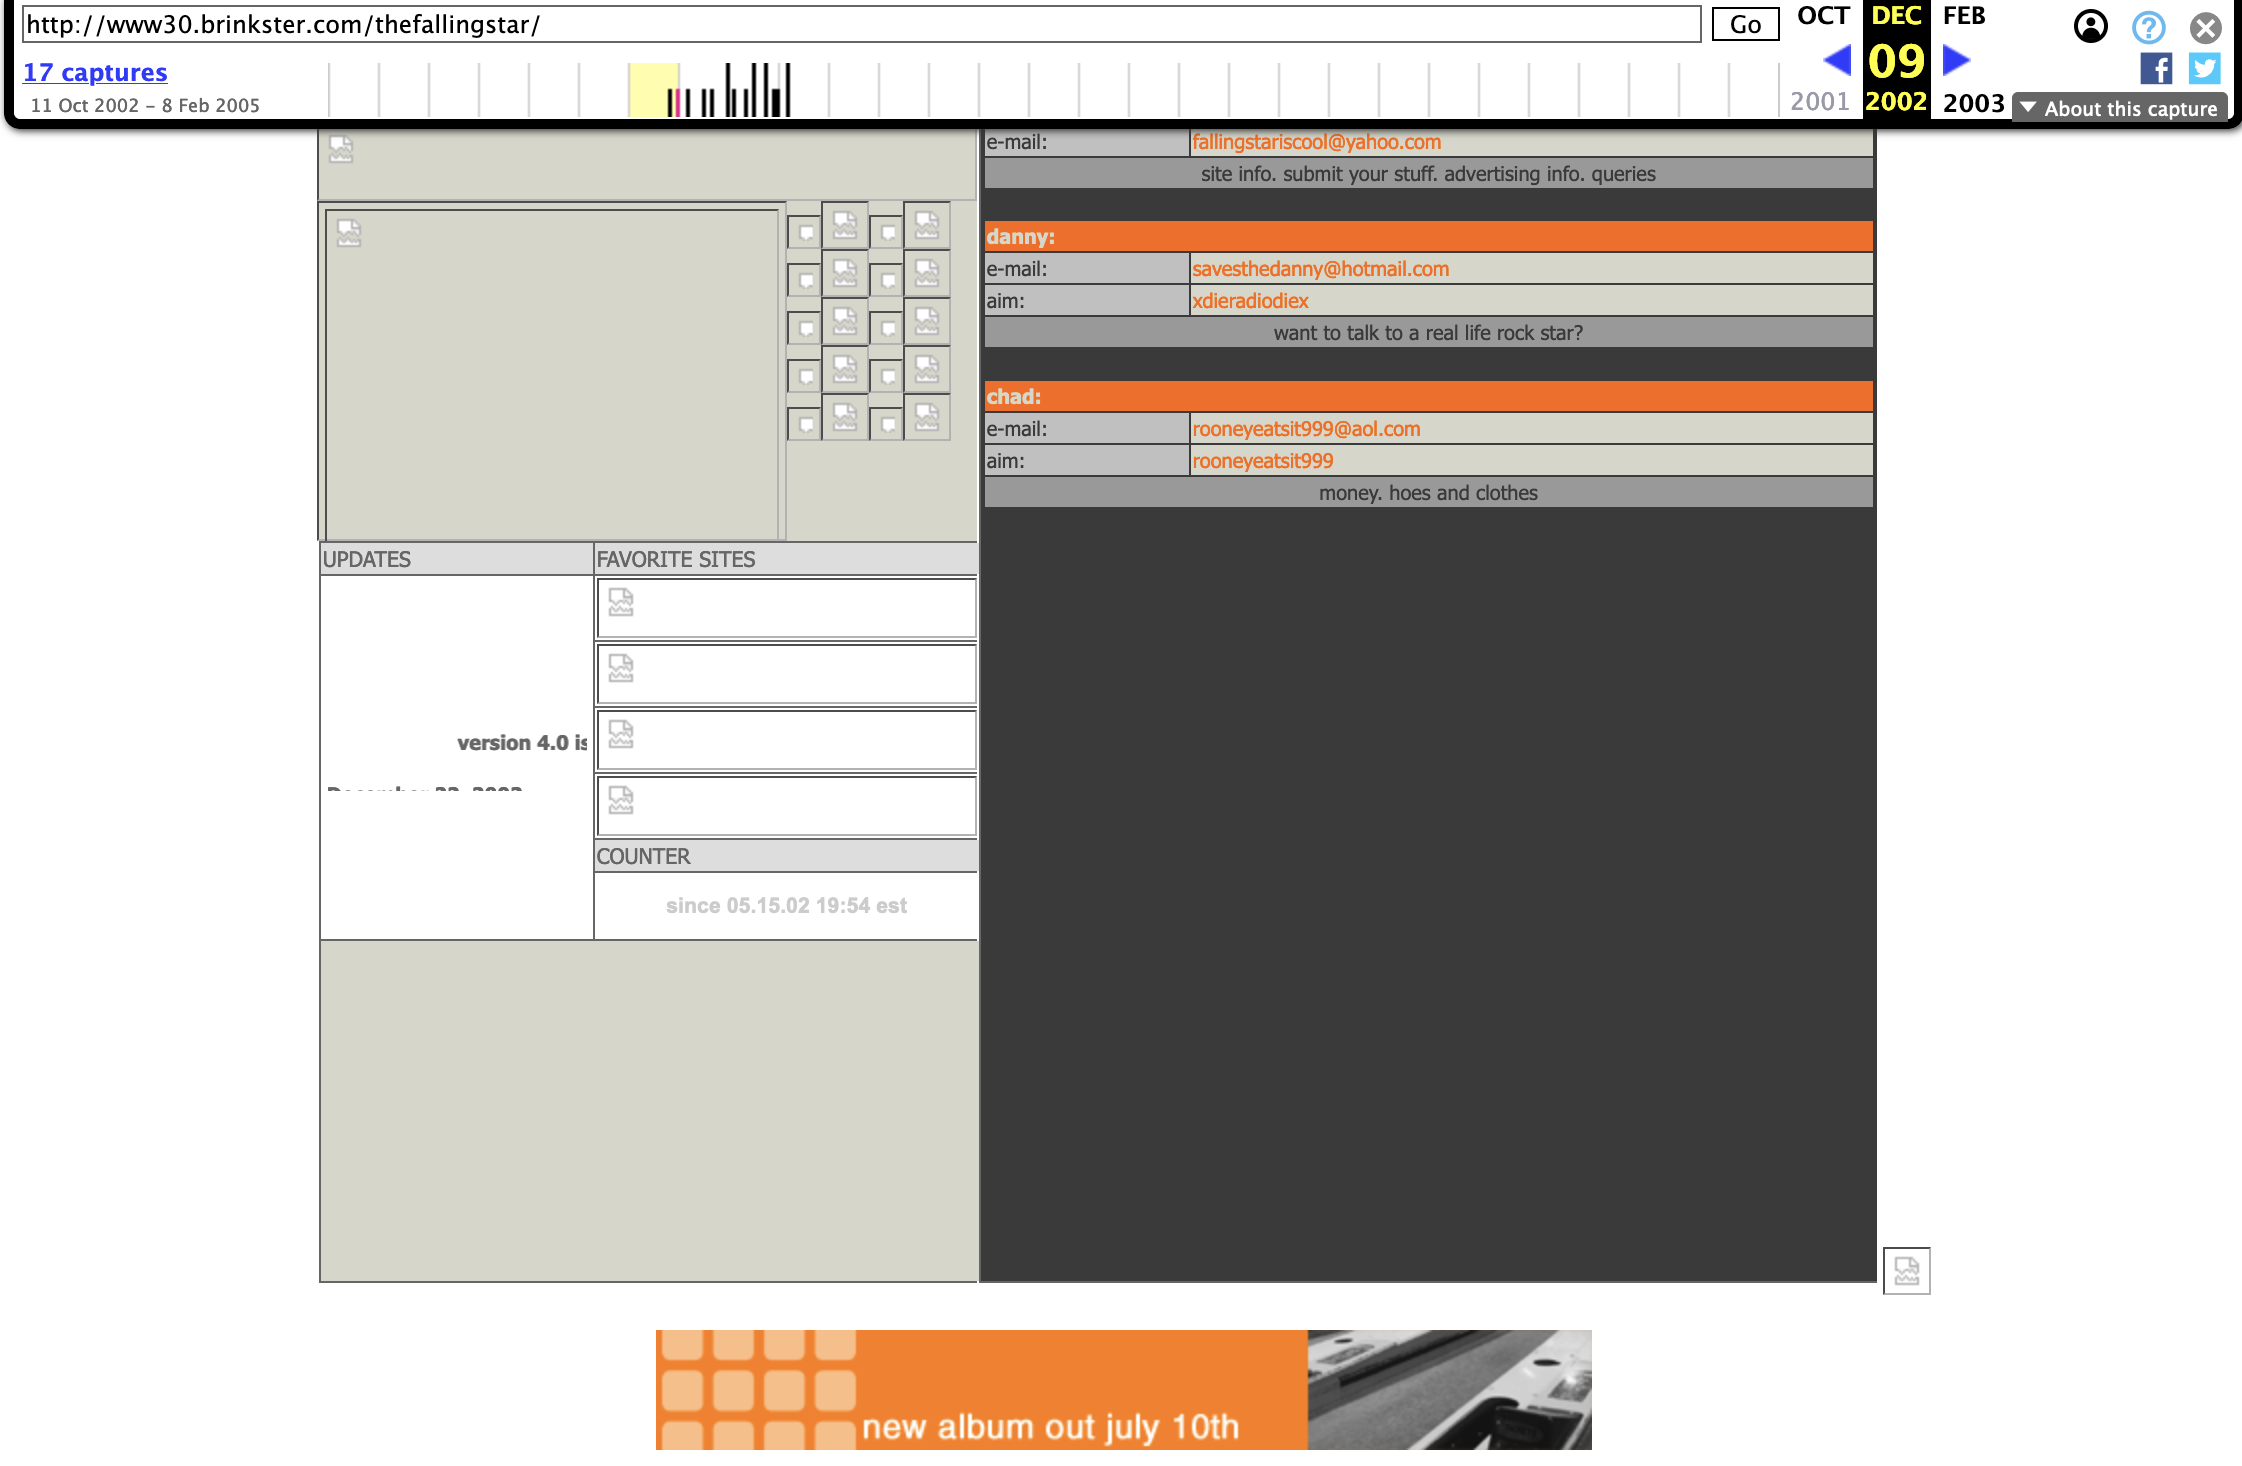 http://www30.brinkster.com/thefallingstar/
Go
OCT
DEC
FEB
17 captures
09
11 Oct 2002 – 8 Feb 2005
2001
2002
2003
About this capture
e-mail:
fallingstariscool@yahoo.com
site info. submit your stuff. advertising info. queries
danny:
e-mail:
savesthedanny@hotmail.com
aim:
xdieradiodiex
want to talk to a real life rock star?
chad:
e-mail:
rooneyeatsit999@aol.com
aim:
rooneyeatsit999
money. hoes and clothes
UPDATES
FAVORITE SITES
version 4.0 is
COUNTER
since 05.15.02 19:54 est
new album out july 10th